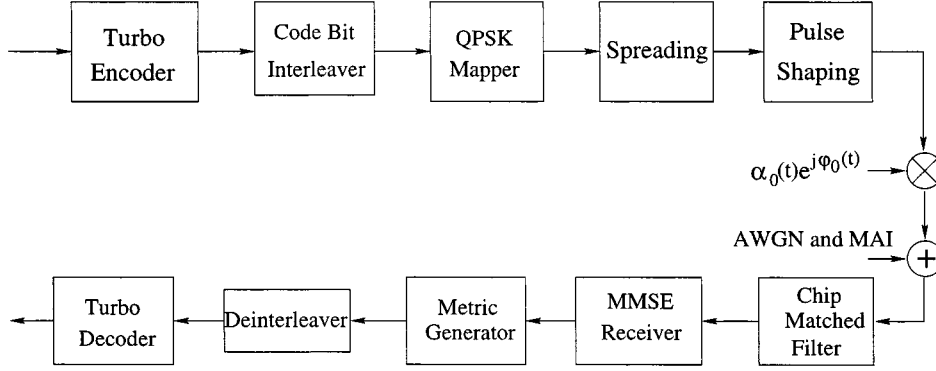 Turbo
Encoder
Code Bit
Interleaver
QPSK
Mapper
Spreading
Pulse
Shaping
α₀(t)e^{jφ₀(t)}
AWGN and MAI
+
Turbo
Decoder
Deinterleaver
Metric
Generator
MMSE
Receiver
Chip
Matched
Filter